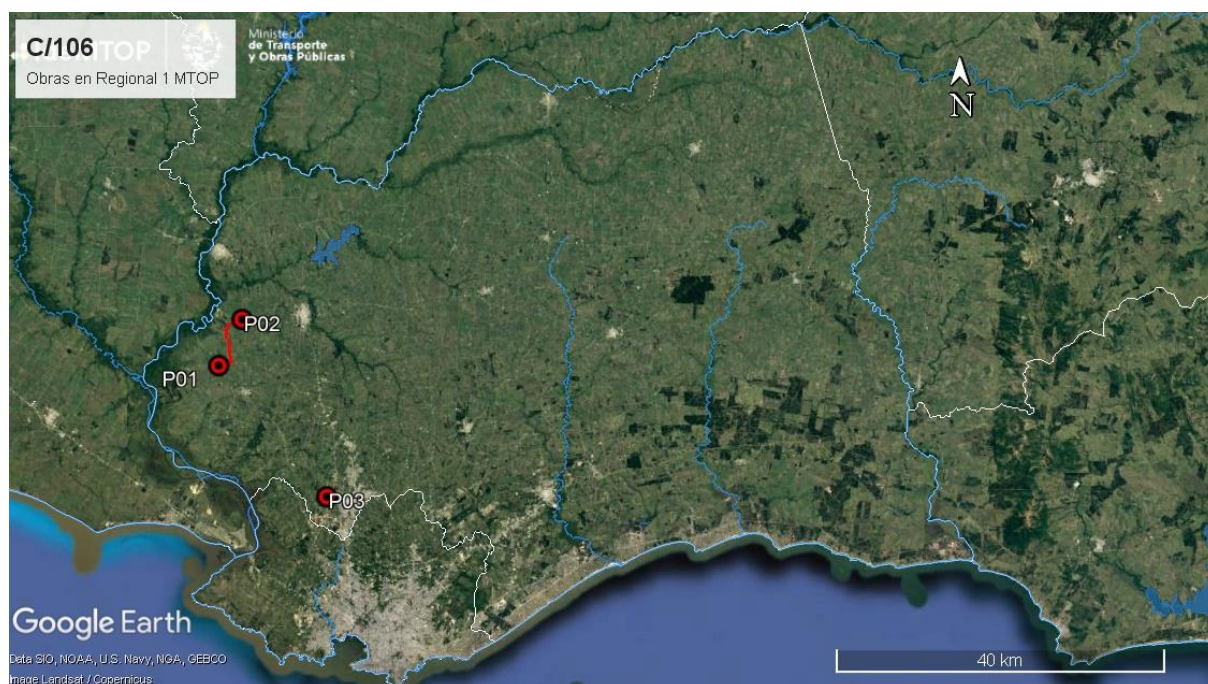 C/106
MTOP
Obras en Regional 1 MTOP
Ministerio
de Transporte
y Obras Públicas
N
P02
P01
P03
Google Earth
Data SIO, NOAA, U.S. Navy, NGA, GEBCO
Image Landsat / Copernicus
40 km